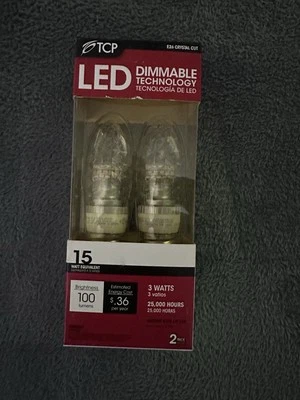 TCP
E26 CRYSTAL CUT
LED DIMMABLE
TECHNOLOGY
TECNOLOGÍA DE LED
15
WATT EQUIVALENT
Brightness
100
lumens
Estimated
Energy Cost
$.36
per year
3 WATTS
3 vatios
25,000 HOURS
25,000 HORAS
2